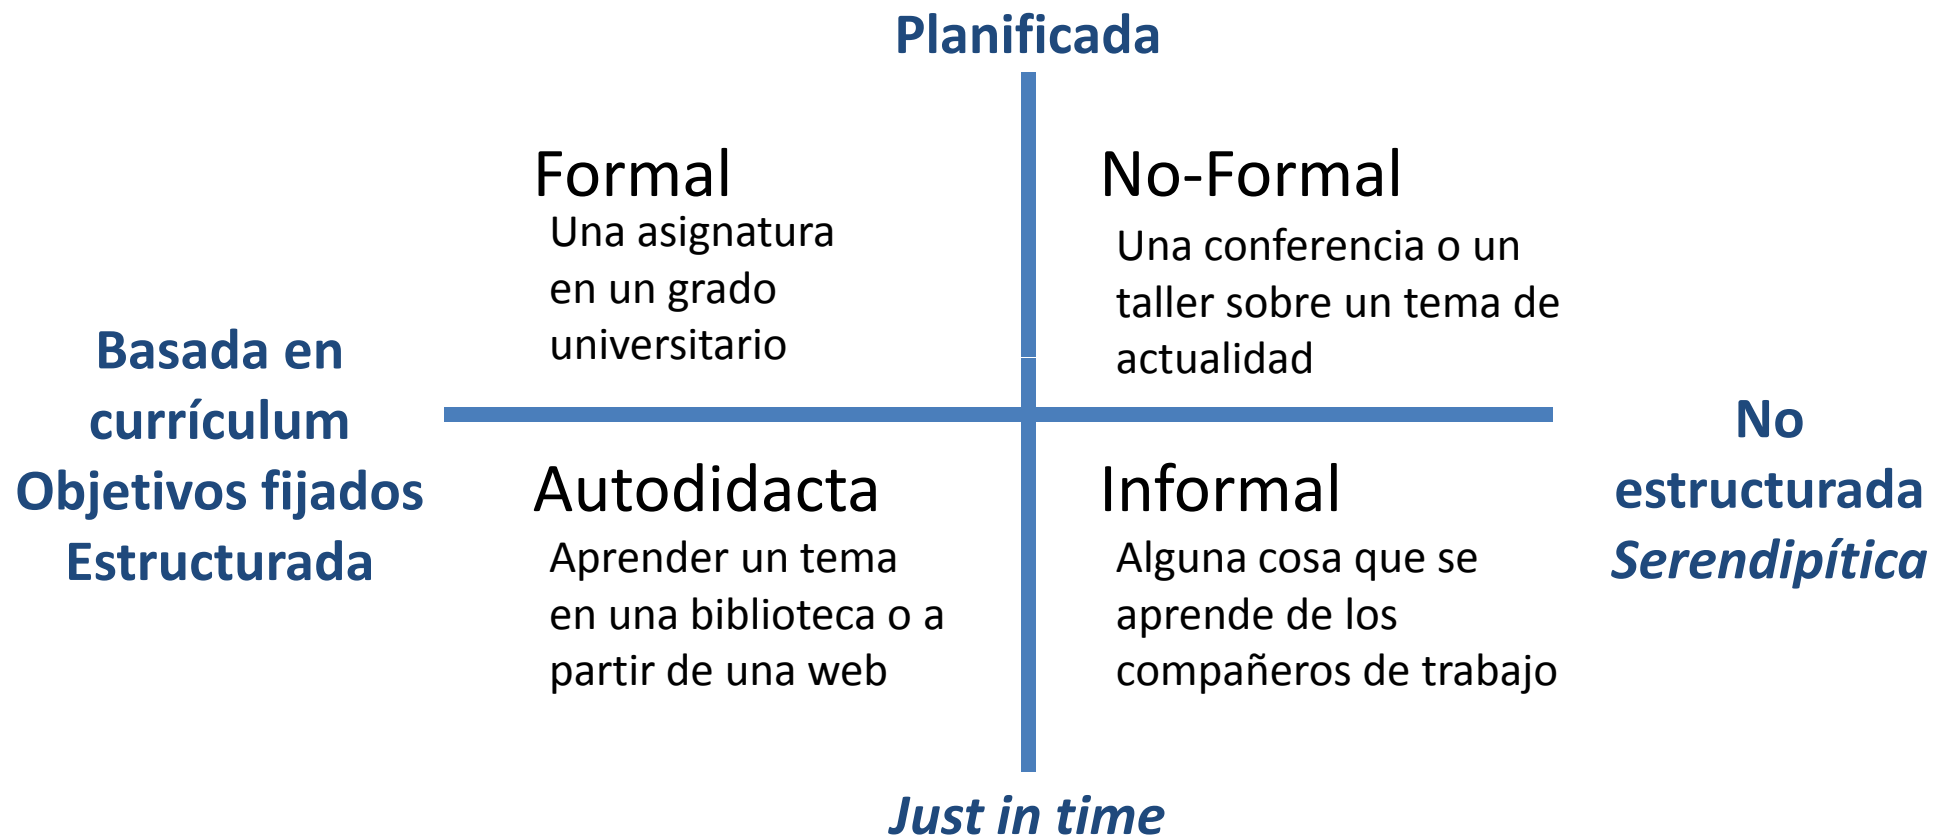 Planificada
Formal
Una asignatura
en un grado
universitario
No-Formal
Una conferencia o un
taller sobre un tema de
actualidad
Basada en
currículum
Objetivos fijados
Estructurada
No
estructurada
Serendipítica
Autodidacta
Aprender un tema
en una biblioteca o a
partir de una web
Informal
Alguna cosa que se
aprende de los
compañeros de trabajo
Just in time